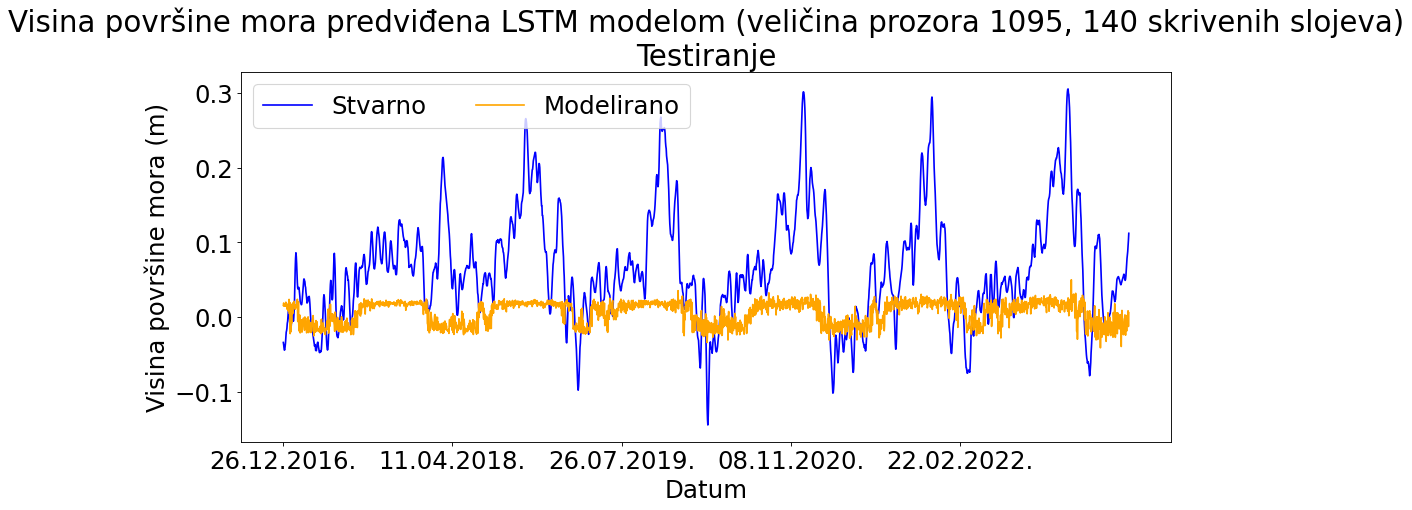 Visina površine mora predviđena LSTM modelom (veličina prozora 1095, 140 skrivenih slojeva)
Testiranje
Stvarno Modelirano
Visina površine mora (m)
0.3
0.2
0.1
0.0
−0.1
26.12.2016. 11.04.2018. 26.07.2019. 08.11.2020. 22.02.2022.
Datum